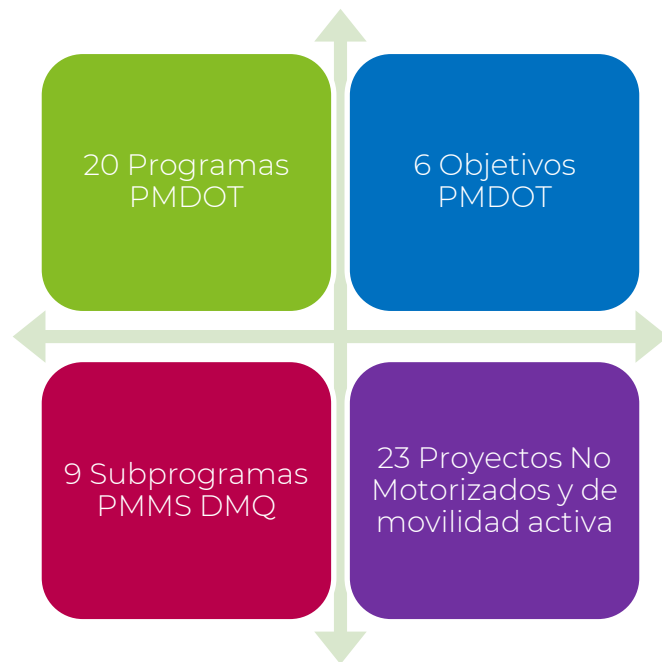 20 Programas
PMDOT
6 Objetivos
PMDOT
9 Subprogramas
PMMS DMQ
23 Proyectos No
Motorizados y de
movilidad activa